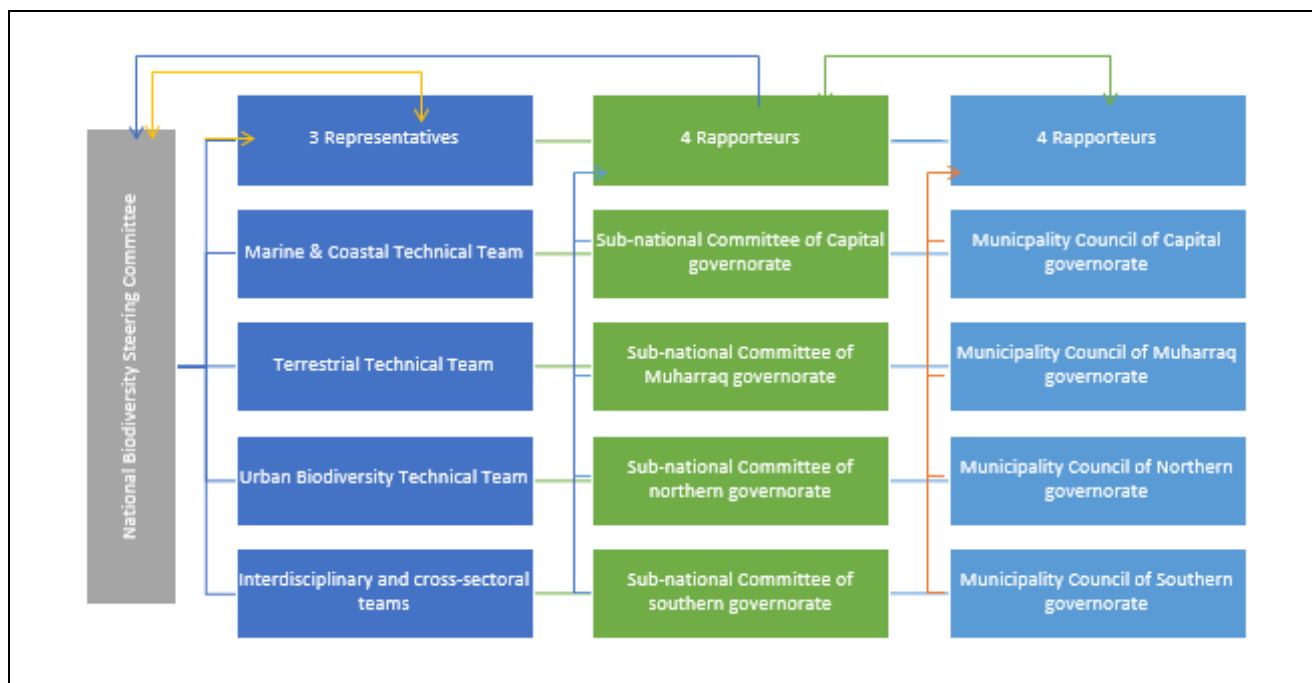 National Biodiversity Steering Committee
3 Representatives
4 Rapporteurs
4 Rapporteurs
Marine & Coastal Technical Team
Sub-national Committee of Capital
governorate
Municpality Council of Capital
governorate
Terrestrial Technical Team
Sub-national Committee of
Muharraq governorate
Municipality Council of Muharraq
governorate
Urban Biodiversity Technical Team
Sub-national Committee of
northern governorate
Municipality Council of Northern
governorate
Interdisciplinary and cross-sectoral
teams
Sub-national Committee of
southern governorate
Municipality Council of Southern
governorate